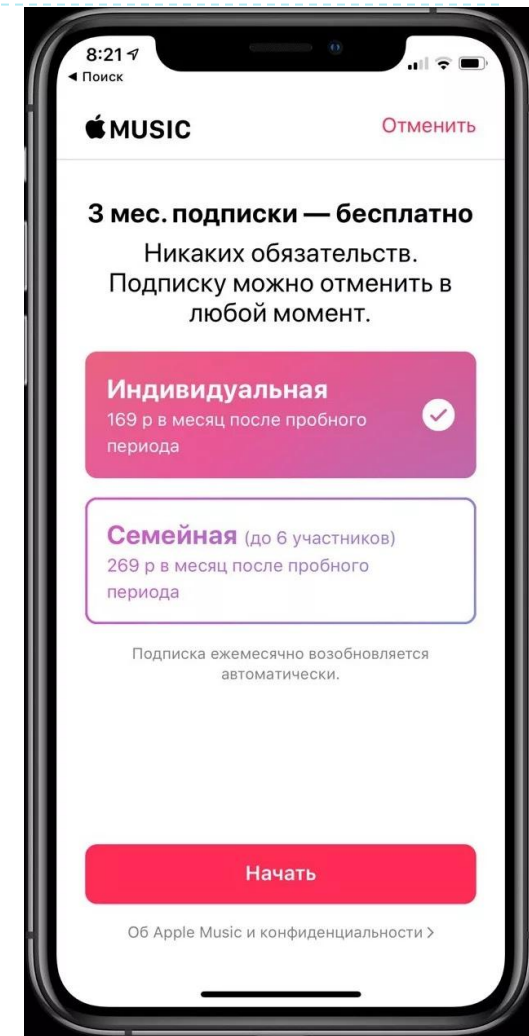 8:21
◀ Поиск
MUSIC
Отменить
3 мес. подписки — бесплатно
Никаких обязательств.
Подписку можно отменить в
любой момент.
Индивидуальная
169 р в месяц после пробного
периода
Семейная (до 6 участников)
269 р в месяц после пробного
периода
Подписка ежемесячно возобновляется
автоматически.
Начать
Об Apple Music и конфиденциальности >